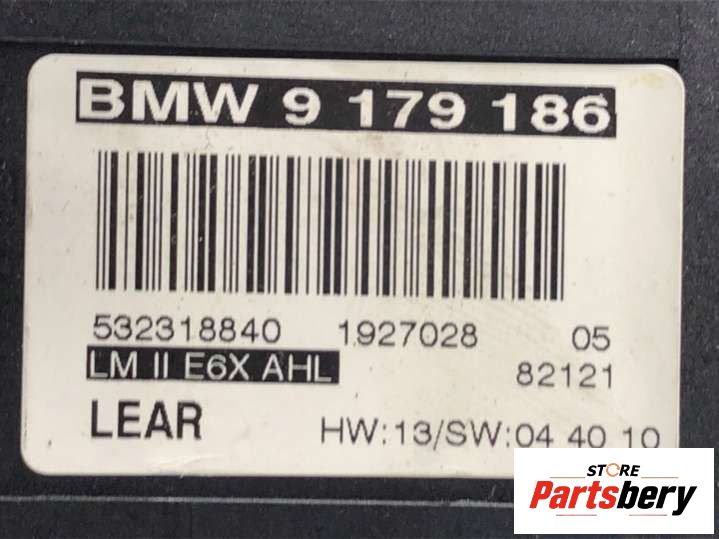 BMW 9 179 186
532318840 1927028 05
LM II E6X AHL 82121
LEAR HW:13/SW:04 40 10
STORE
Partsbery